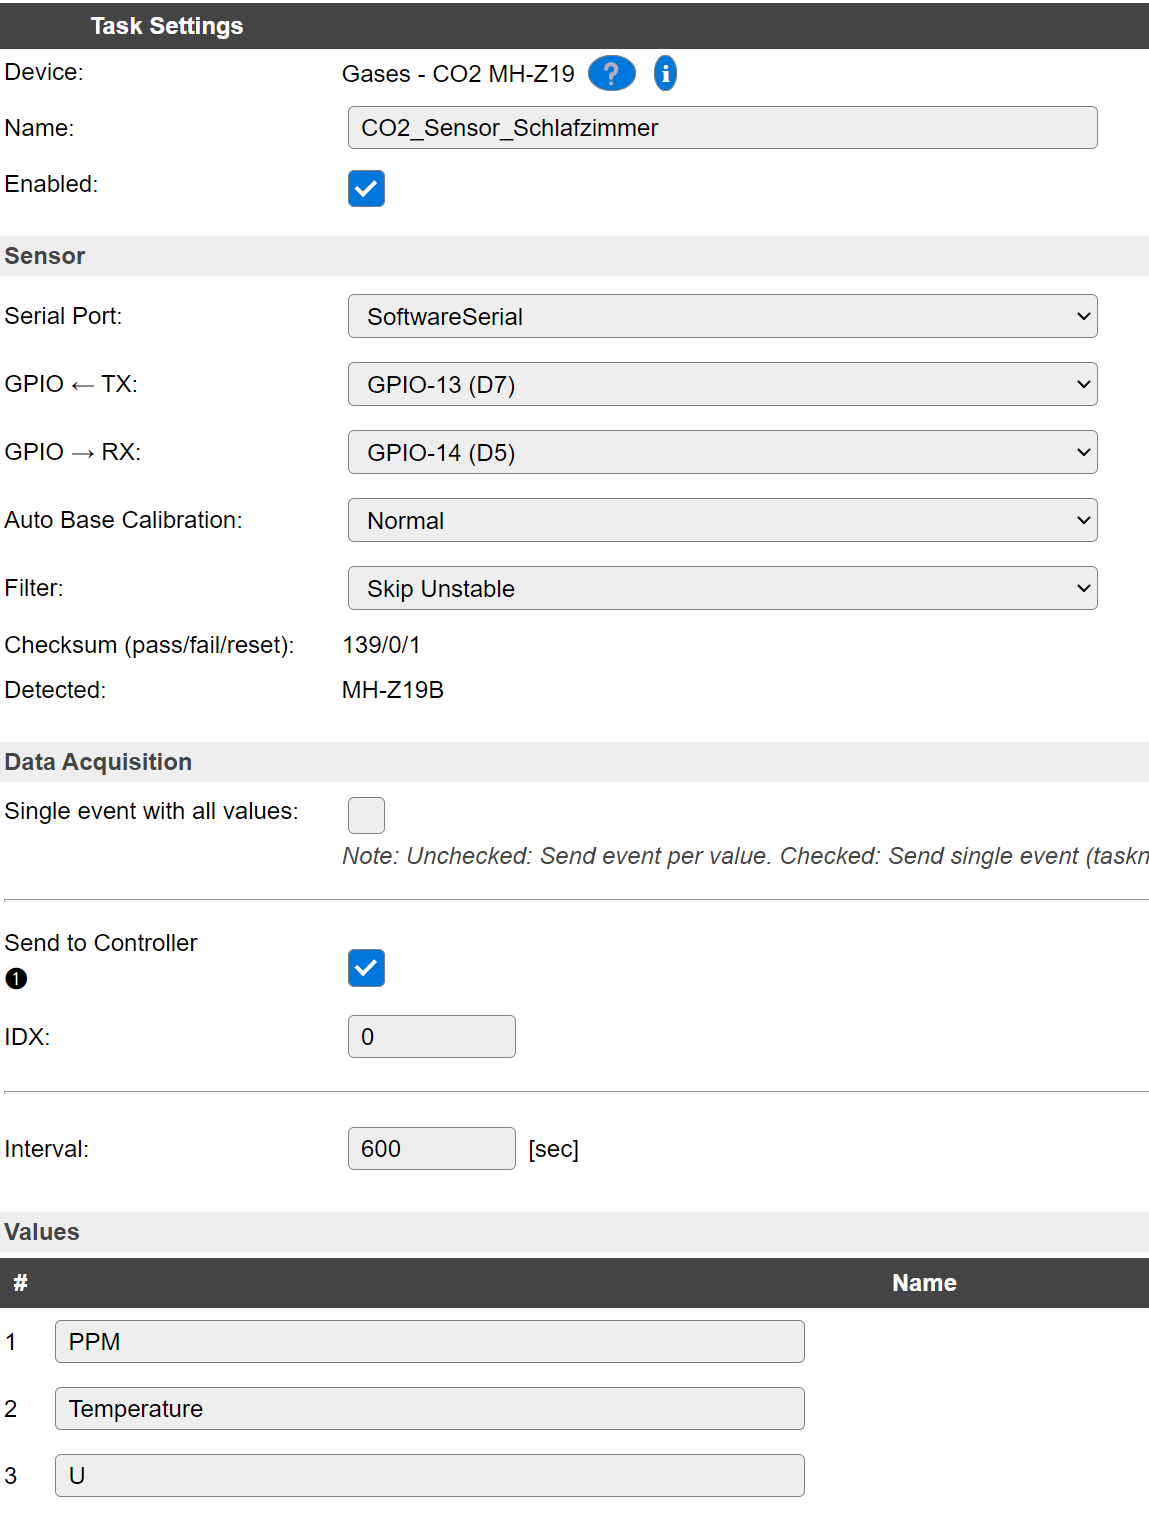 Task Settings
Device: Gases - CO2 MH-Z19 ? i
Name: CO2_Sensor_Schlafzimmer
Enabled:
Sensor
Serial Port: SoftwareSerial
GPIO ← TX: GPIO-13 (D7)
GPIO → RX: GPIO-14 (D5)
Auto Base Calibration: Normal
Filter: Skip Unstable
Checksum (pass/fail/reset): 139/0/1
Detected: MH-Z19B
Data Acquisition
Single event with all values:
Note: Unchecked: Send event per value. Checked: Send single event (taskn
Send to Controller
❶
IDX: 0
Interval: 600 [sec]
Values
# Name
1 PPM
2 Temperature
3 U